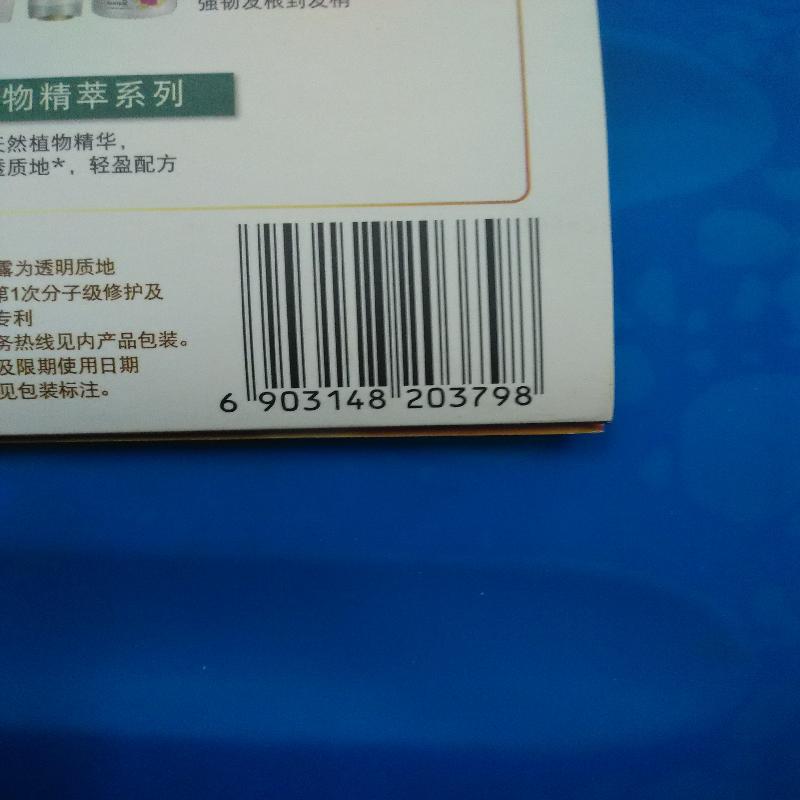 强韧发根到发梢
物精萃系列
天然植物精华,
透质地*, 轻盈配方
露为透明质地
第1次分子级修护及
专利
务热线见内产品包装。
及限期使用日期
见包装标注。
6 903148 203798